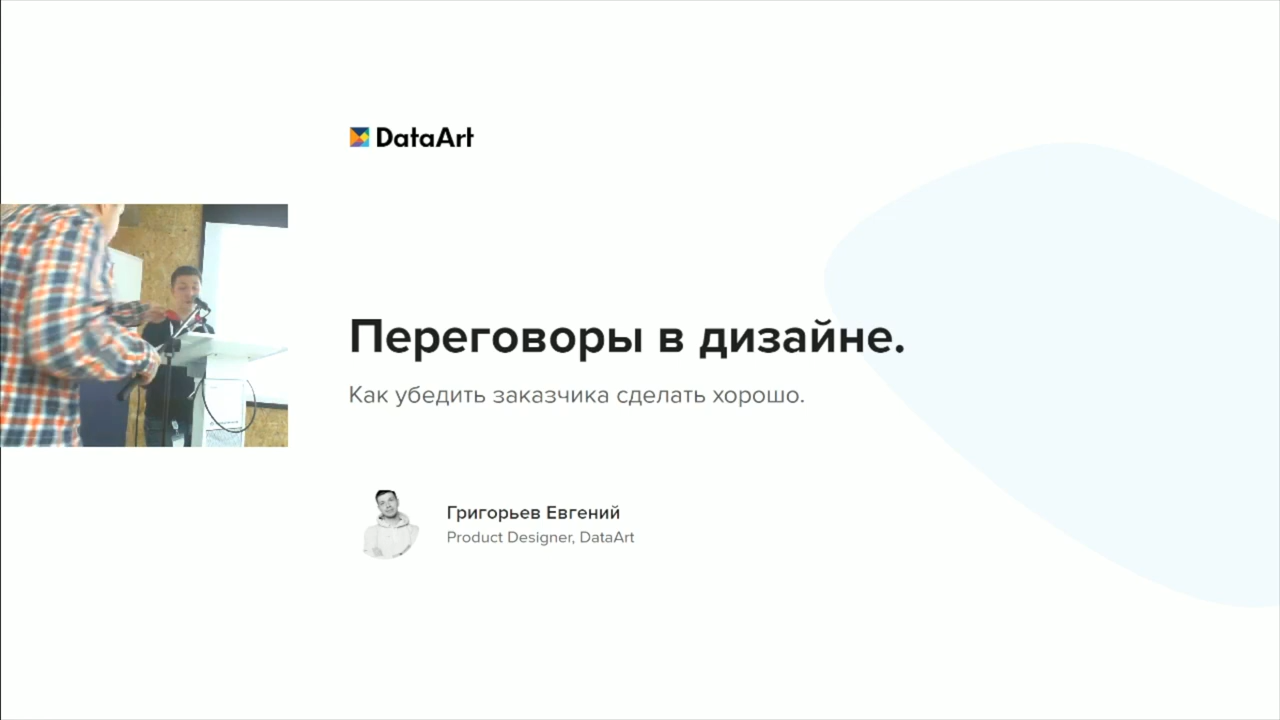 DataArt
Переговоры в дизайне.
Как убедить заказчика сделать хорошо.
Григорьев Евгений
Product Designer, DataArt